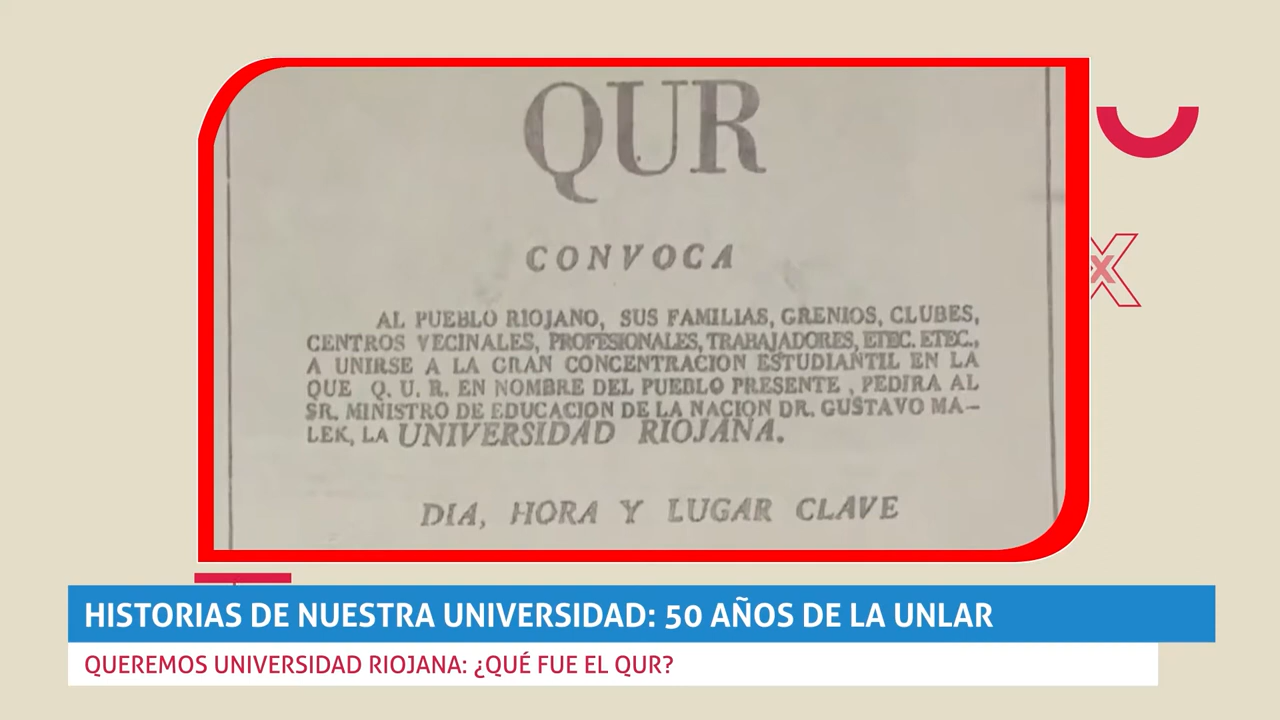 QUR
CONVOCA
AL PUEBLO RIOJANO, SUS FAMILIAS, GRENIOS, CLUBES,
CENTROS VECINALES, PROFESIONALES, TRABAJADORES, ETEC. ETEC.,
A UNIRSE A LA GRAN CONCENTRACION ESTUDIANTIL EN LA
QUE Q. U. R. EN NOMBRE DEL PUEBLO PRESENTE , PEDIRA AL
SR. MINISTRO DE EDUCACION DE LA NACION DR. GUSTAVO MA-
LEK, LA UNIVERSIDAD RIOJANA.
DIA, HORA Y LUGAR CLAVE
HISTORIAS DE NUESTRA UNIVERSIDAD: 50 AÑOS DE LA UNLAR
QUEREMOS UNIVERSIDAD RIOJANA: ¿QUÉ FUE EL QUR?